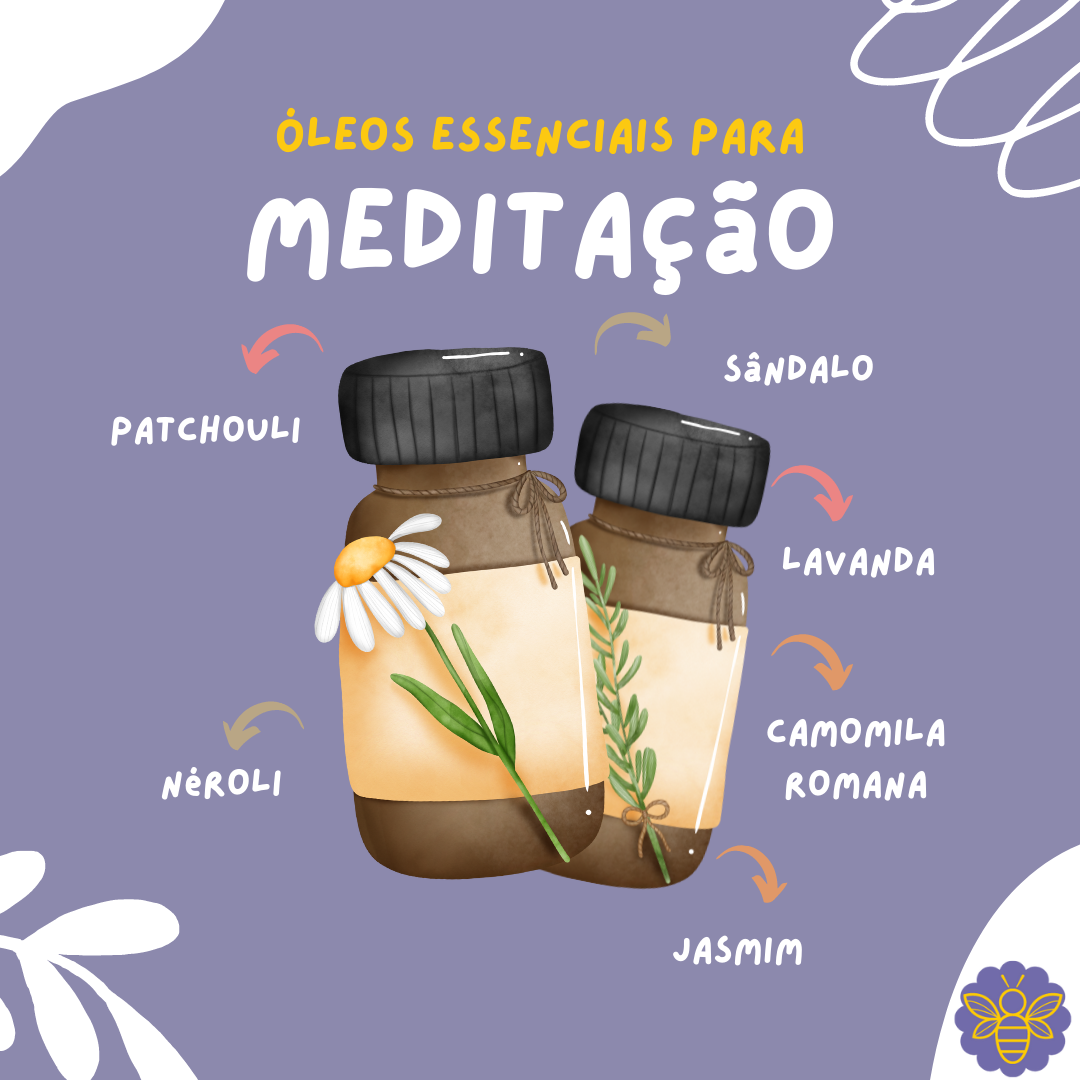 ÓLEOS ESSENCIAIS PARA
MEDITAÇÃO
SÂNDALO
PATCHOULI
LAVANDA
CAMOMILA
ROMANA
NÉROLI
JASMIM